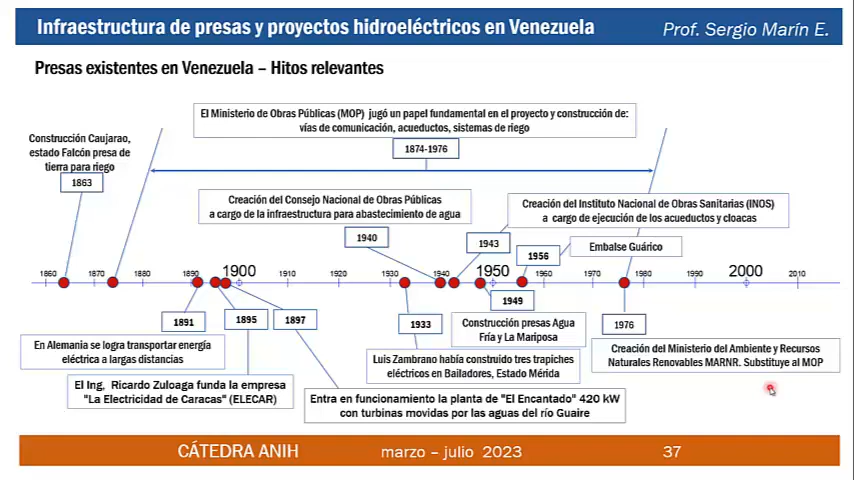 Infraestructura de presas y proyectos hidroeléctricos en Venezuela
Prof. Sergio Marín E.
Presas existentes en Venezuela – Hitos relevantes
El Ministerio de Obras Públicas (MOP) jugó un papel fundamental en el proyecto y construcción de:
vías de comunicación, acueductos, sistemas de riego
1874-1976
Construcción Caujarao,
estado Falcón presa de
tierra para riego
1863
Creación del Consejo Nacional de Obras Públicas
a cargo de la infraestructura para abastecimiento de agua
1940
Creación del Instituto Nacional de Obras Sanitarias (INOS)
a cargo de ejecución de los acueductos y cloacas
1943
1956
Embalse Guárico
1860 1870 1880 1890 1900 1910 1920 1930 1940 1950 1960 1970 1980 1990 2000 2010
1891
En Alemania se logra transportar energía
eléctrica a largas distancias
1895
El Ing, Ricardo Zuloaga funda la empresa
"La Electricidad de Caracas" (ELECAR)
1897
Entra en funcionamiento la planta de "El Encantado" 420 kW
con turbinas movidas por las aguas del río Guaire
1933
Luis Zambrano había construido tres trapiches
eléctricos en Bailadores, Estado Mérida
1949
Construcción presas Agua
Fría y La Mariposa
1976
Creación del Ministerio del Ambiente y Recursos
Naturales Renovables MARNR. Substituye al MOP
CÁTEDRA ANIH
marzo – julio 2023
37